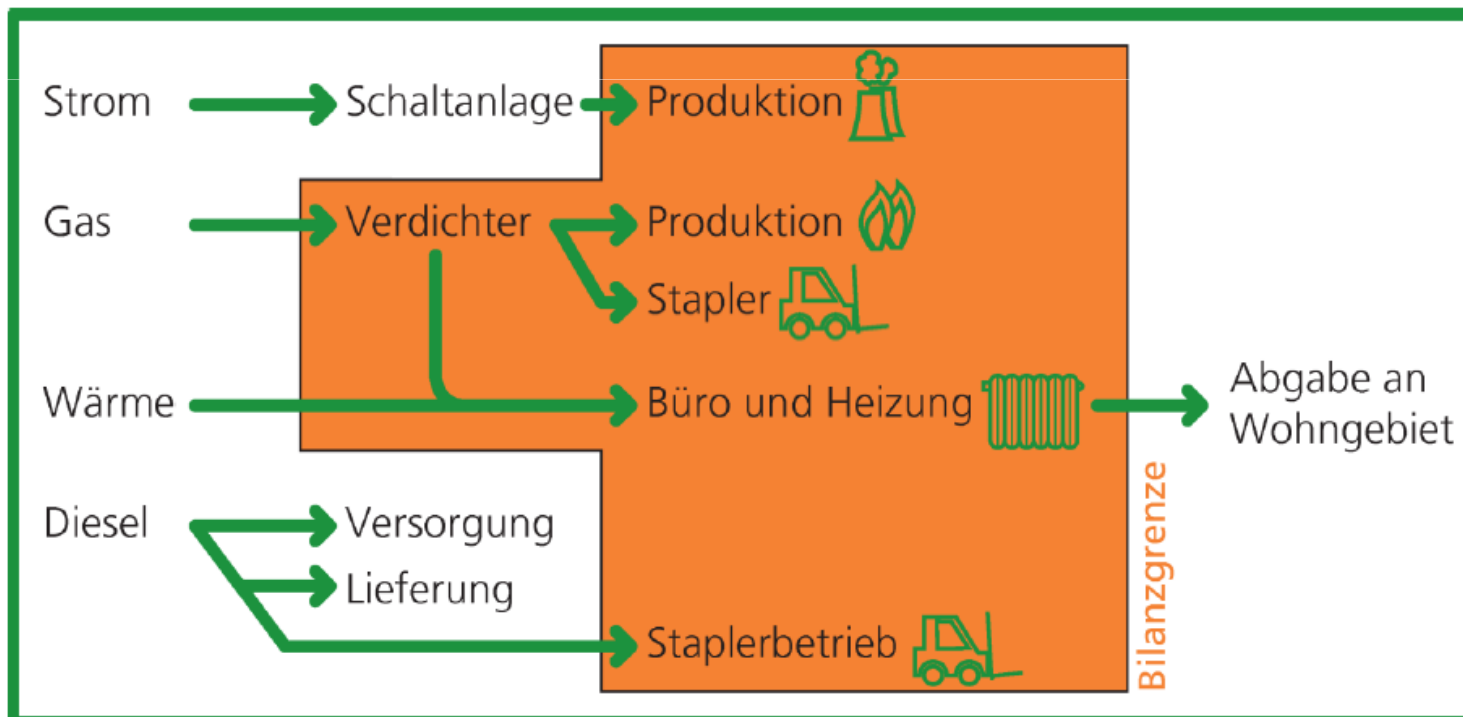 Strom
Schaltanlage
Produktion
Gas
Verdichter
Produktion
Stapler
Wärme
Büro und Heizung
Abgabe an
Wohngebiet
Diesel
Versorgung
Lieferung
Staplerbetrieb
Bilanzgrenze